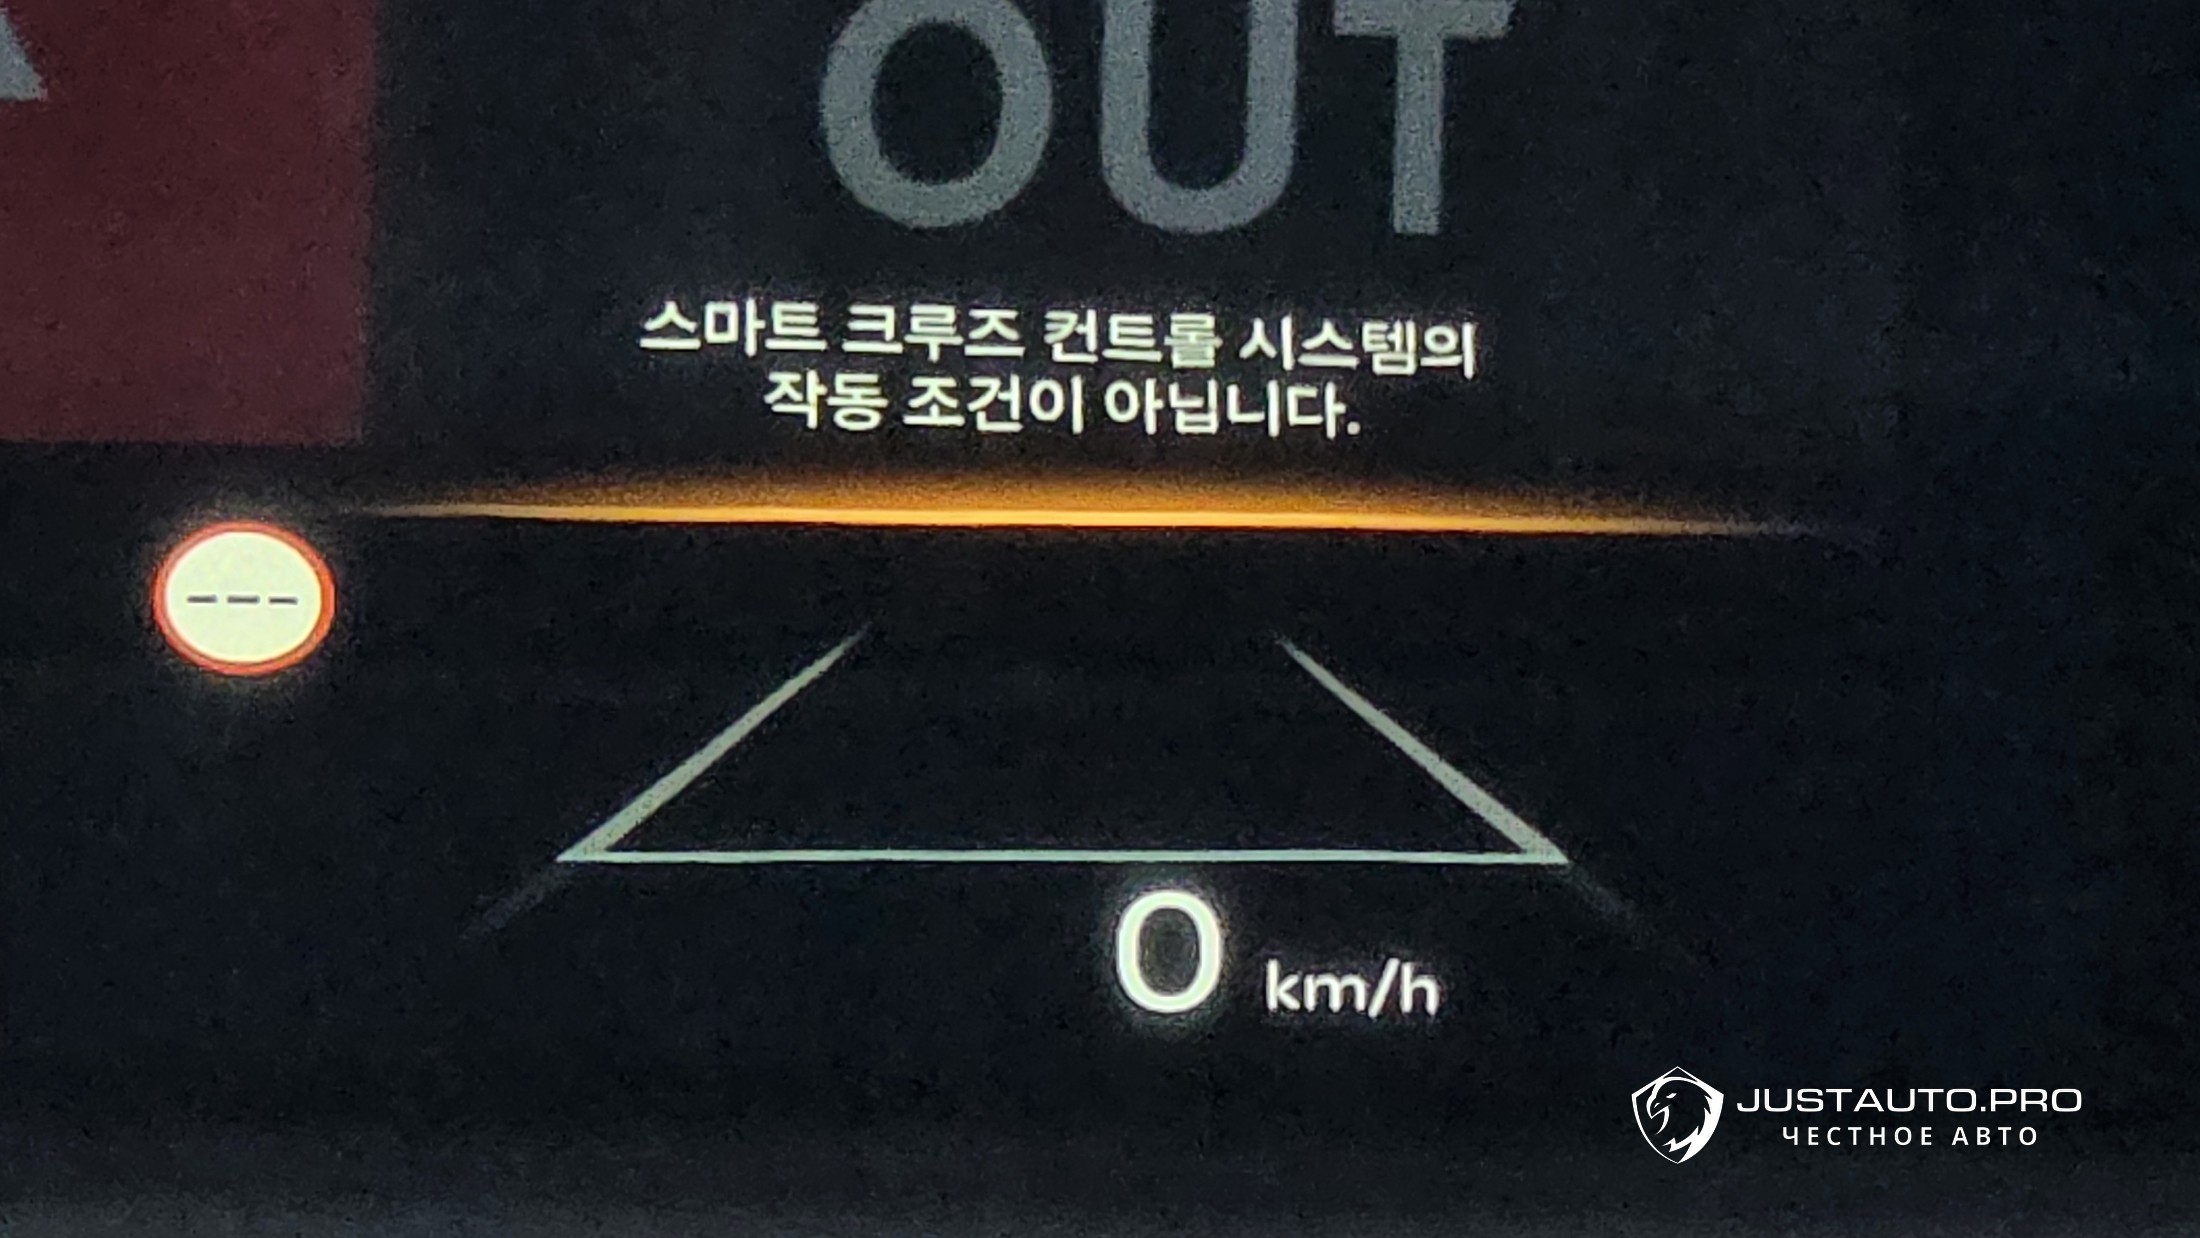 OUT
스마트 크루즈 컨트롤 시스템의
작동 조건이 아닙니다.
---
0 km/h
JUSTAUTO.PRO
ЧЕСТНОЕ АВТО